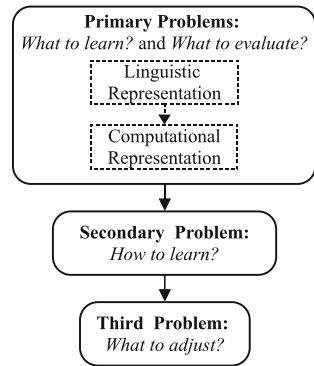 Primary Problems:
What to learn? and What to evaluate?
Linguistic
Representation
Computational
Representation
Secondary Problem:
How to learn?
Third Problem:
What to adjust?